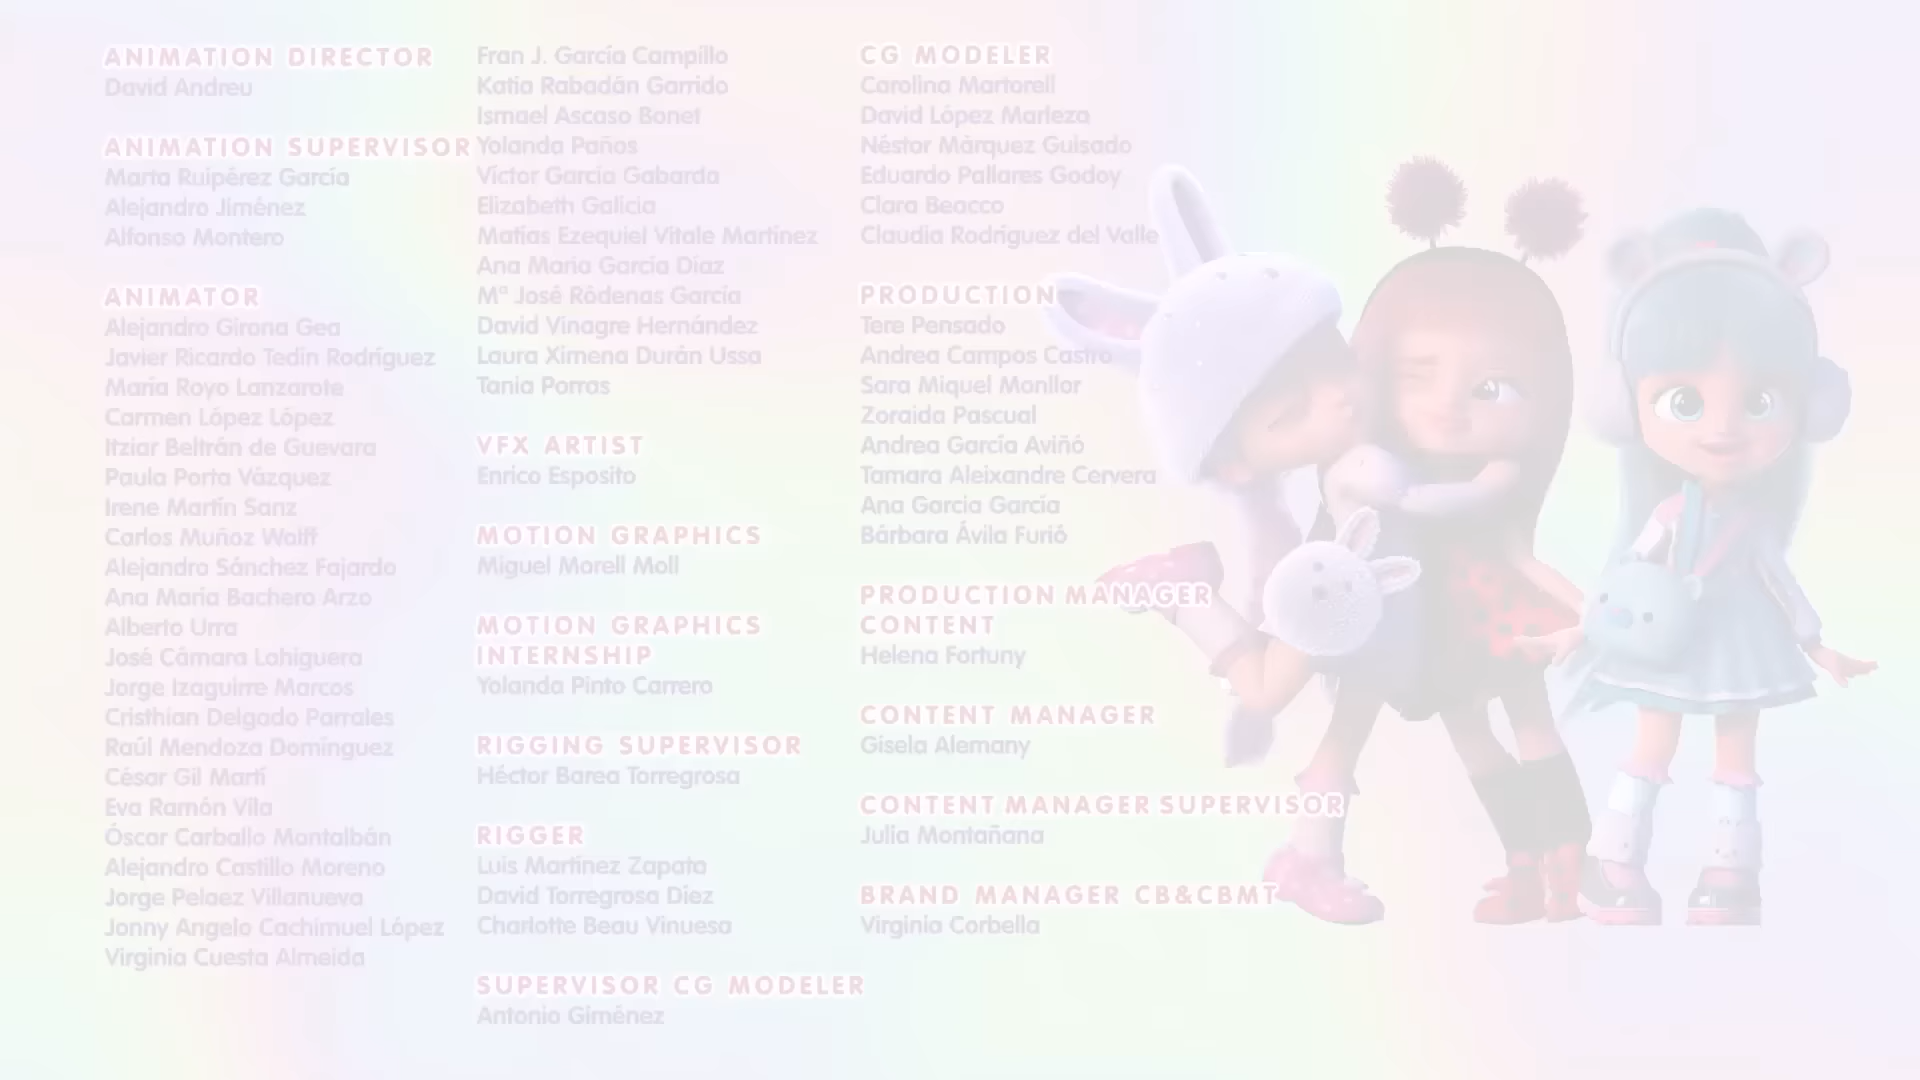 ANIMATION DIRECTOR
David Andreu
ANIMATION SUPERVISOR
Marta Ruipérez García
Alejandro Jiménez
Alfonso Montero
ANIMATOR
Alejandro Girona Gea
Javier Ricardo Tedin Rodríguez
María Royo Lanzarote
Carmen López López
Itziar Beltrán de Guevara
Paula Porta Vázquez
Irene Martín Sanz
Carlos Muñoz Wolff
Alejandro Sánchez Fajardo
Ana Maria Bachero Arzo
Alberto Urra
José Cámara Lahiguera
Jorge Izaguirre Marcos
Cristhian Delgado Parrales
Raúl Mendoza Domínguez
César Gil Martí
Eva Ramón Vila
Óscar Carballo Montalbán
Alejandro Castillo Moreno
Jorge Pelaez Villanueva
Jonny Angelo Cachimuel López
Virginia Cuesta Almeida
Fran J. García Campillo
Katia Rabadán Garrido
Ismael Ascaso Bonet
Yolanda Paños
Víctor García Gabarda
Elizabeth Galicia
Matías Ezequiel Vitale Martínez
Ana María García Díaz
Mª José Ródenas García
David Vinagre Hernández
Laura Ximena Durán Ussa
Tania Porras
VFX ARTIST
Enrico Esposito
MOTION GRAPHICS
Miguel Morell Moll
MOTION GRAPHICS
INTERNSHIP
Yolanda Pinto Carrero
RIGGING SUPERVISOR
Héctor Barea Torregrosa
RIGGER
Luis Martínez Zapata
David Torregrosa Díez
Charlotte Beau Vinuesa
SUPERVISOR CG MODELER
Antonio Giménez
CG MODELER
Carolina Martorell
David López Marleza
Néstor Márquez Guisado
Eduardo Pallares Godoy
Clara Beacco
Claudia Rodríguez del Valle
PRODUCTION
Tere Pensado
Andrea Campos Castro
Sara Miquel Monllor
Zoraida Pascual
Andrea García Aviñó
Tamara Aleixandre Cervera
Ana Garcia García
Bárbara Ávila Furió
PRODUCTION MANAGER
CONTENT
Helena Fortuny
CONTENT MANAGER
Gisela Alemany
CONTENT MANAGER SUPERVISOR
Julia Montañana
BRAND MANAGER CB&CBMT
Virginia Corbella